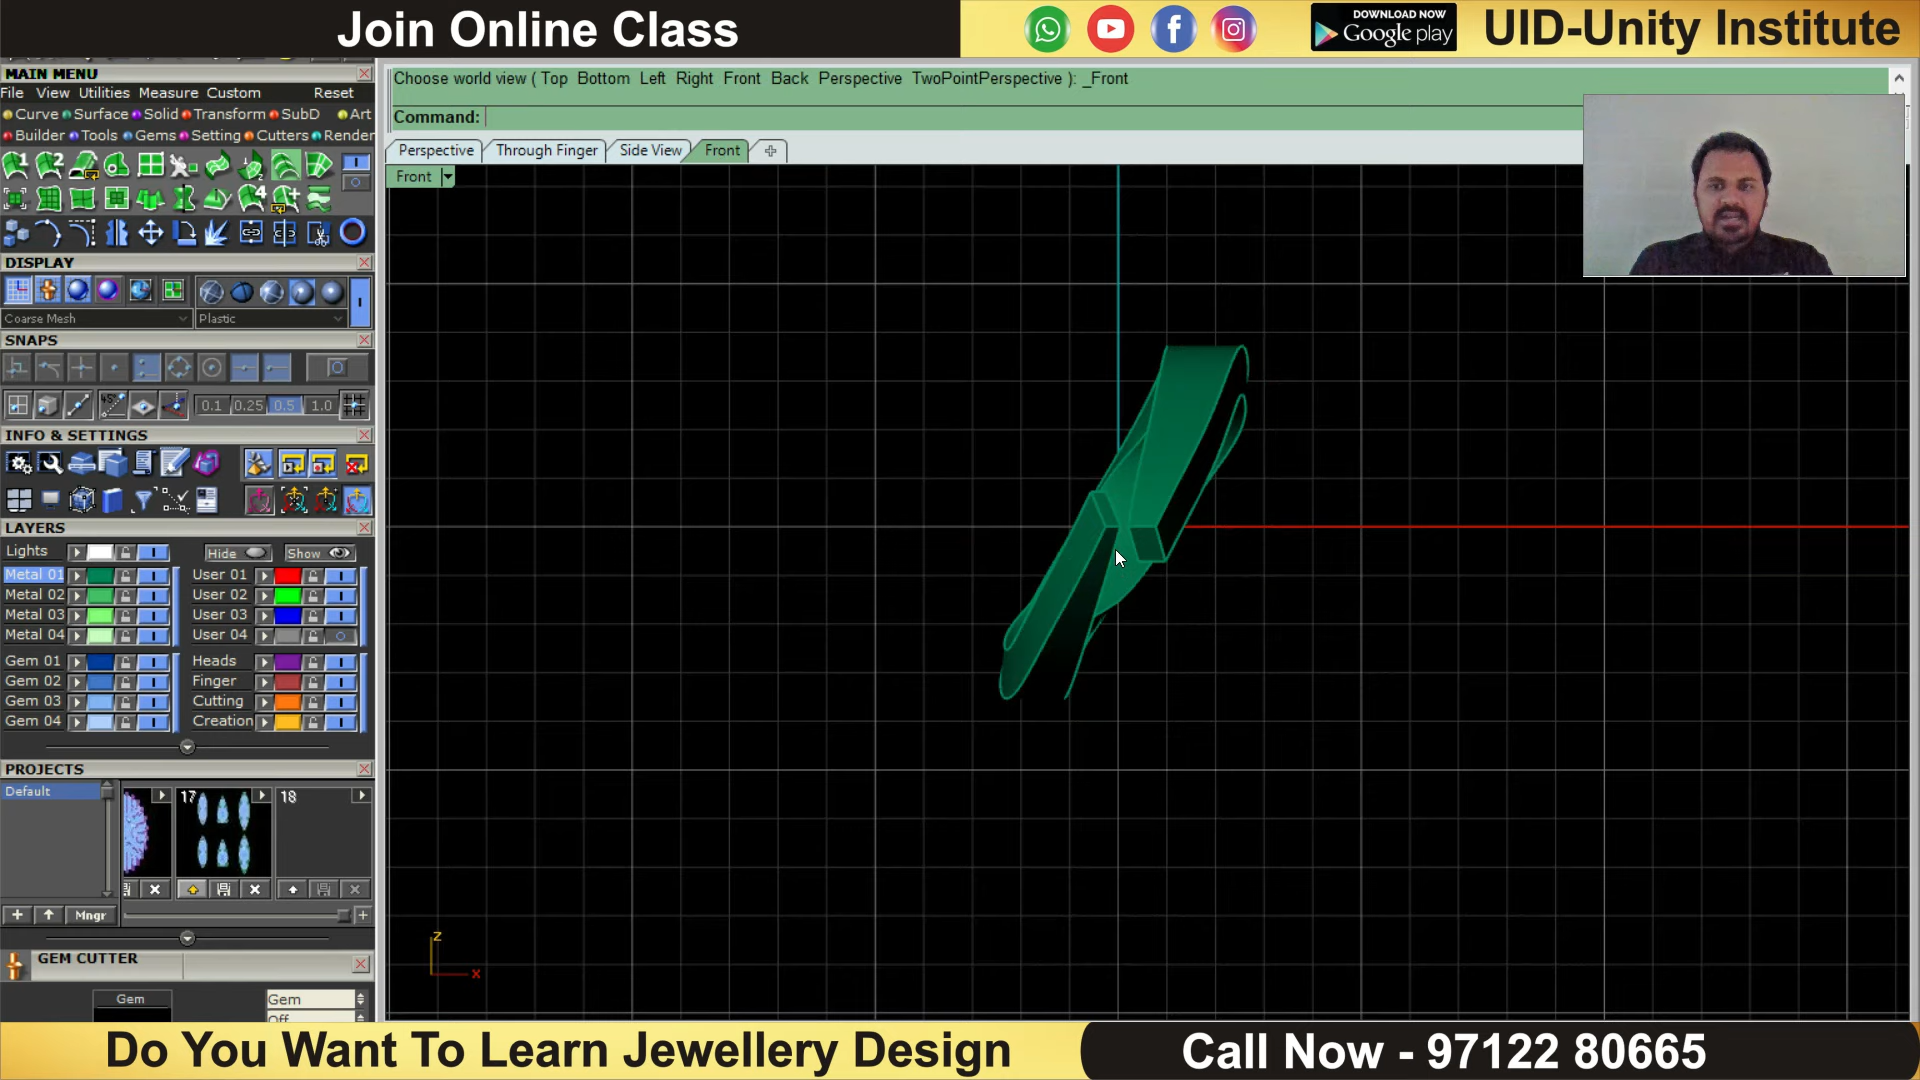 Join Online Class
DOWNLOAD NOW
Google play
UID-Unity Institute
MAIN MENU
File View Utilities Measure Custom Reset
Curve Surface Solid Transform SubD Art
Builder Tools Gems Setting Cutters Render
DISPLAY
Coarse Mesh Plastic
SNAPS
0.1 0.25 0.5 1.0
INFO & SETTINGS
LAYERS
Lights Hide Show
Metal 01 User 01
Metal 02 User 02
Metal 03 User 03
Metal 04 User 04
Gem 01 Heads
Gem 02 Finger
Gem 03 Cutting
Gem 04 Creation
PROJECTS
Default 17 18
Mngr
GEM CUTTER
Gem Gem
Off
Choose world view ( Top Bottom Left Right Front Back Perspective TwoPointPerspective ): _Front
Command:
Perspective Through Finger Side View Front
Front
z
x
Do You Want To Learn Jewellery Design
Call Now - 97122 80665